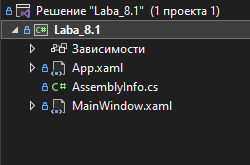 Решение "Laba_8.1" (1 проекта 1)
C# Laba_8.1
Зависимости
App.xaml
C# AssemblyInfo.cs
MainWindow.xaml